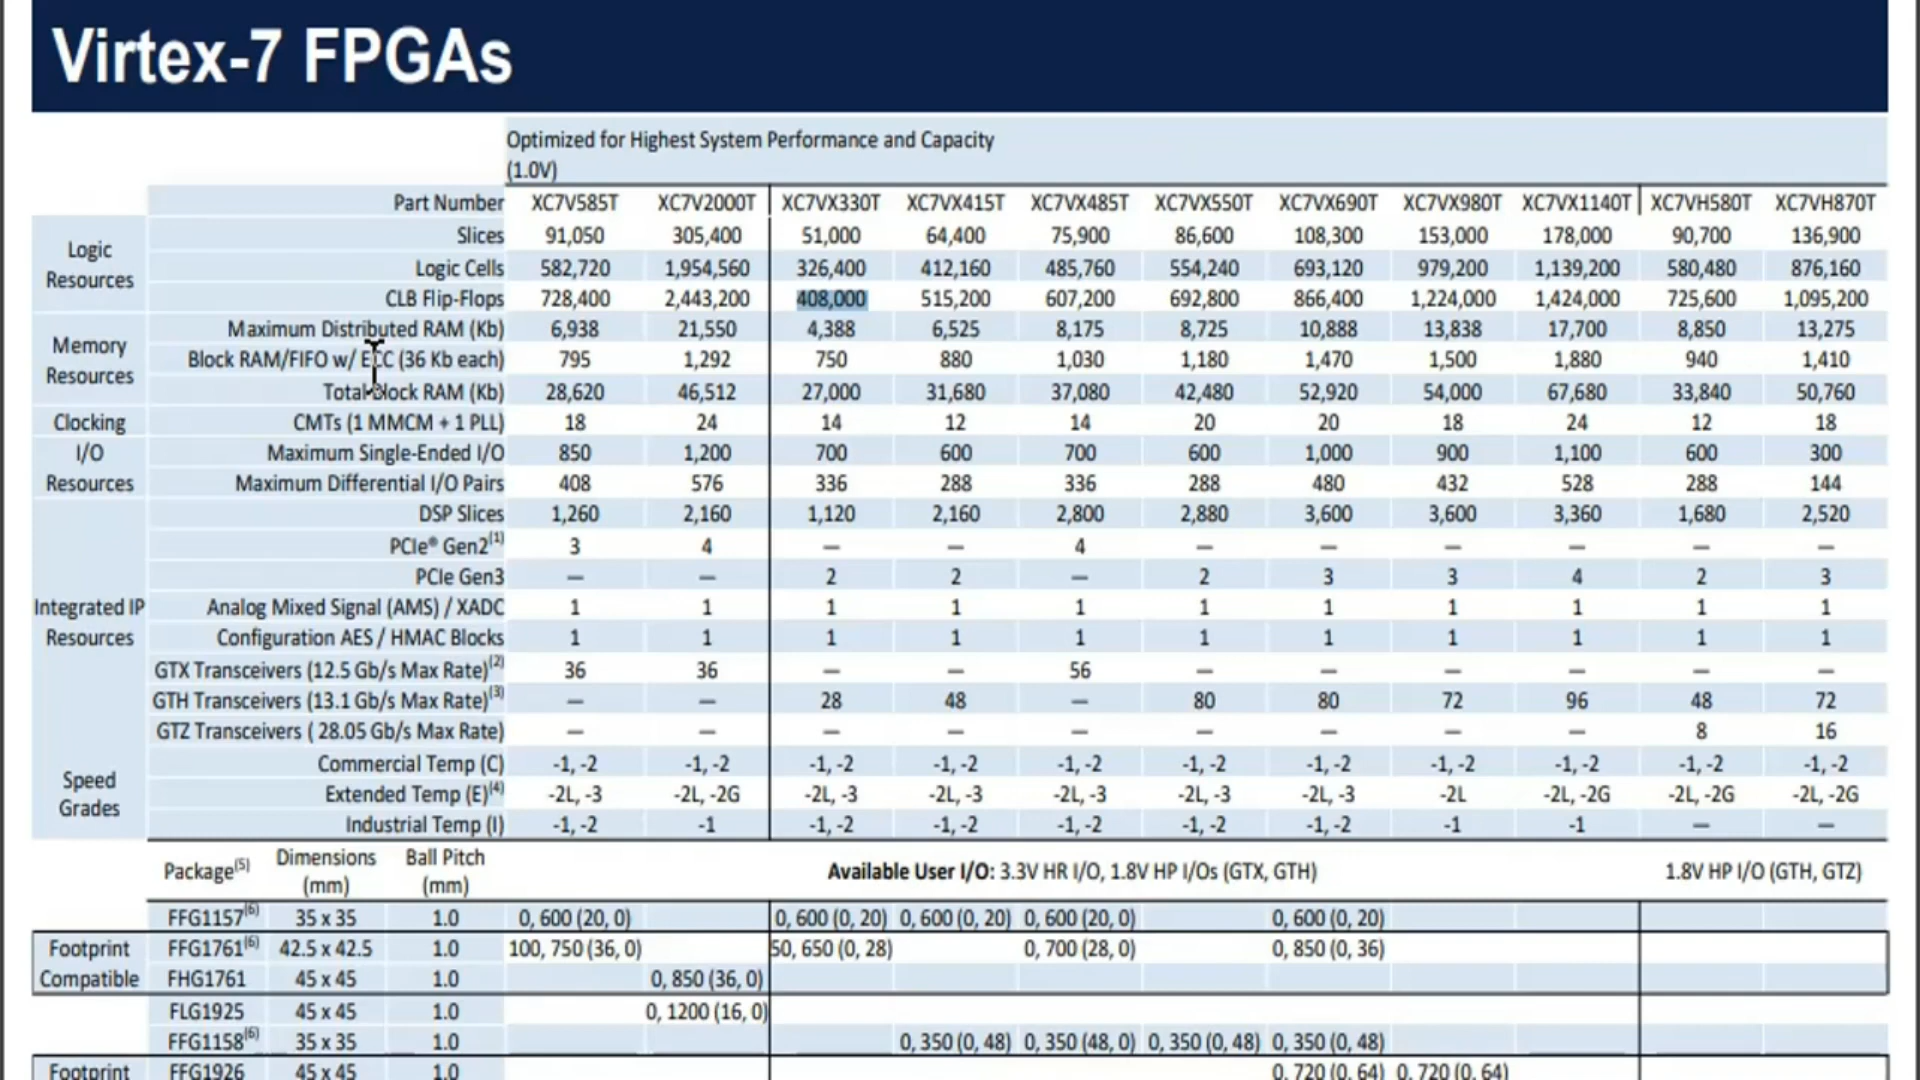 Virtex-7 FPGAs
Optimized for Highest System Performance and Capacity
(1.0V)
Part Number XC7V585T XC7V2000T XC7VX330T XC7VX415T XC7VX485T XC7VX550T XC7VX690T XC7VX980T XC7VX1140T XC7VH580T XC7VH870T
Logic Resources
Slices 91,050 305,400 51,000 64,400 75,900 86,600 108,300 153,000 178,000 90,700 136,900
Logic Cells 582,720 1,954,560 326,400 412,160 485,760 554,240 693,120 979,200 1,139,200 580,480 876,160
CLB Flip-Flops 728,400 2,443,200 408,000 515,200 607,200 692,800 866,400 1,224,000 1,424,000 725,600 1,095,200
Memory Resources
Maximum Distributed RAM (Kb) 6,938 21,550 4,388 6,525 8,175 8,725 10,888 13,838 17,700 8,850 13,275
Block RAM/FIFO w/ ECC (36 Kb each) 795 1,292 750 880 1,030 1,180 1,470 1,500 1,880 940 1,410
Total Block RAM (Kb) 28,620 46,512 27,000 31,680 37,080 42,480 52,920 54,000 67,680 33,840 50,760
Clocking CMTs (1 MMCM + 1 PLL) 18 24 14 12 14 20 20 18 24 12 18
I/O Resources
Maximum Single-Ended I/O 850 1,200 700 600 700 600 1,000 900 1,100 600 300
Maximum Differential I/O Pairs 408 576 336 288 336 288 480 432 528 288 144
Integrated IP Resources
DSP Slices 1,260 2,160 1,120 2,160 2,800 2,880 3,600 3,600 3,360 1,680 2,520
PCIe® Gen2(1) 3 4 — — 4 — — — — — —
PCIe Gen3 — — 2 2 — 2 3 3 4 2 3
Analog Mixed Signal (AMS) / XADC 1 1 1 1 1 1 1 1 1 1 1
Configuration AES / HMAC Blocks 1 1 1 1 1 1 1 1 1 1 1
GTX Transceivers (12.5 Gb/s Max Rate)(2) 36 36 — — 56 — — — — — —
GTH Transceivers (13.1 Gb/s Max Rate)(3) — — 28 48 — 80 80 72 96 48 72
GTZ Transceivers ( 28.05 Gb/s Max Rate) — — — — — — — — — 8 16
Speed Grades
Commercial Temp (C) -1, -2 -1, -2 -1, -2 -1, -2 -1, -2 -1, -2 -1, -2 -1, -2 -1, -2 -1, -2 -1, -2
Extended Temp (E)(4) -2L, -3 -2L, -2G -2L, -3 -2L, -3 -2L, -3 -2L, -3 -2L, -3 -2L -2L, -2G -2L, -2G -2L, -2G
Industrial Temp (I) -1, -2 -1 -1, -2 -1, -2 -1, -2 -1, -2 -1, -2 -1 -1 — —
Package(5) Dimensions (mm) Ball Pitch (mm) Available User I/O: 3.3V HR I/O, 1.8V HP I/Os (GTX, GTH) 1.8V HP I/O (GTH, GTZ)
FFG1157(6) 35 x 35 1.0 0, 600 (20, 0) 0, 600 (0, 20) 0, 600 (0, 20) 0, 600 (20, 0) 0, 600 (0, 20)
Footprint Compatible
FFG1761(6) 42.5 x 42.5 1.0 100, 750 (36, 0) 50, 650 (0, 28) 0, 700 (28, 0) 0, 850 (0, 36)
FHG1761 45 x 45 1.0 0, 850 (36, 0)
FLG1925 45 x 45 1.0 0, 1200 (16, 0)
FFG1158(6) 35 x 35 1.0 0, 350 (0, 48) 0, 350 (48, 0) 0, 350 (0, 48) 0, 350 (0, 48)
Footprint FFG1926 45 x 45 1.0 0, 720 (0, 64) 0, 720 (0, 64)